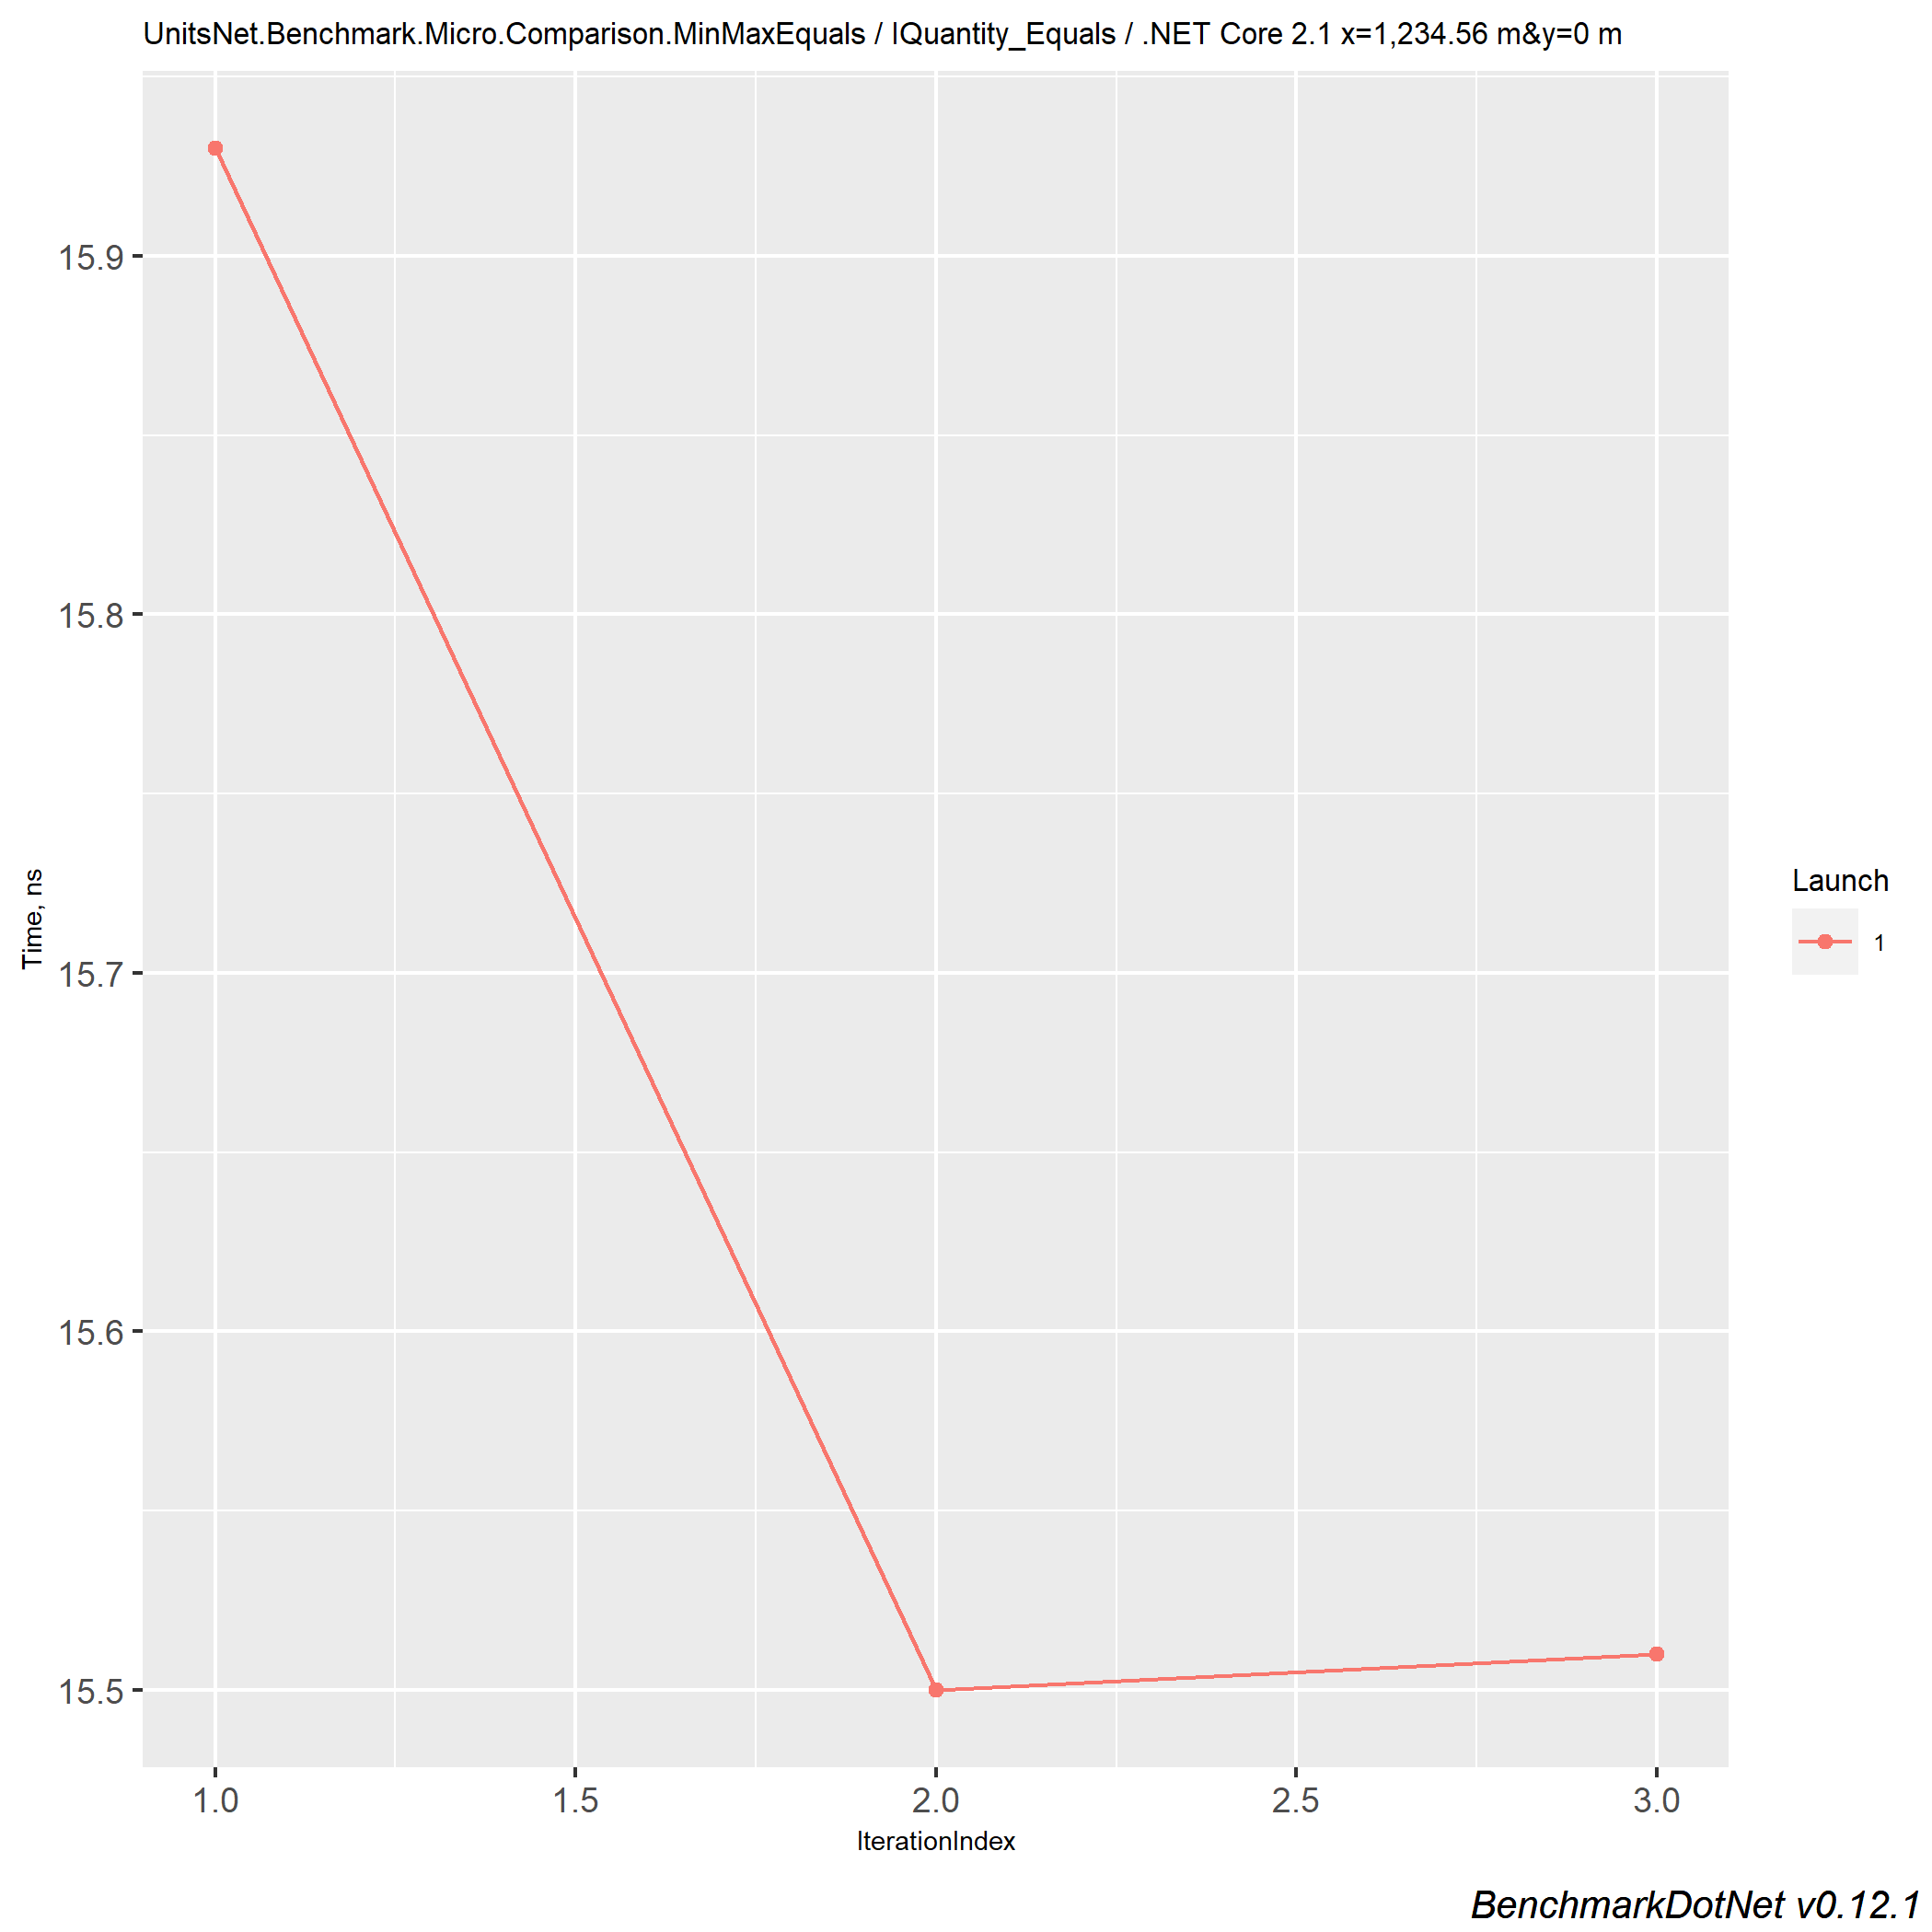 UnitsNet.Benchmark.Micro.Comparison.MinMaxEquals / IQuantity_Equals / .NET Core 2.1 x=1,234.56 m&y=0 m
15.9
15.8
15.7
15.6
15.5
Time, ns
1.0 1.5 2.0 2.5 3.0
IterationIndex
Launch
1
BenchmarkDotNet v0.12.1